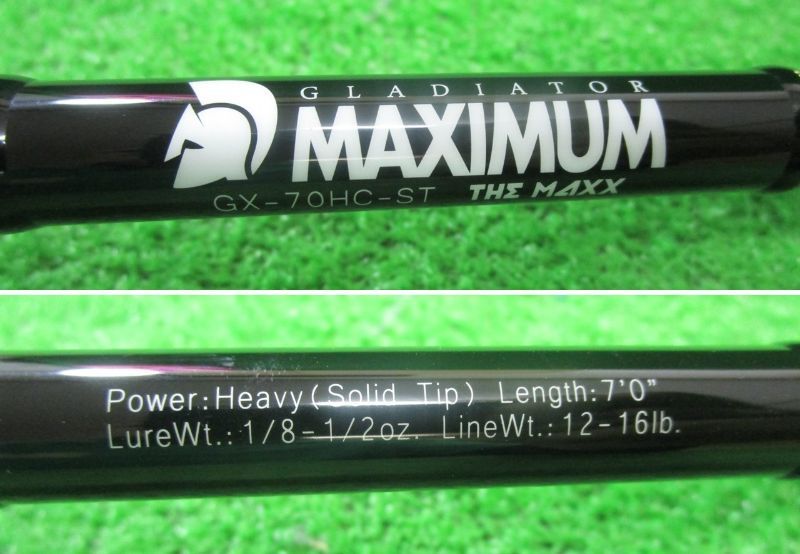 GLADIATOR
MAXIMUM
GX-70HC-ST THE MAXX
Power:Heavy(Solid Tip) Length:7'0"
LureWt.:1/8-1/2oz. LineWt.:12-16lb.